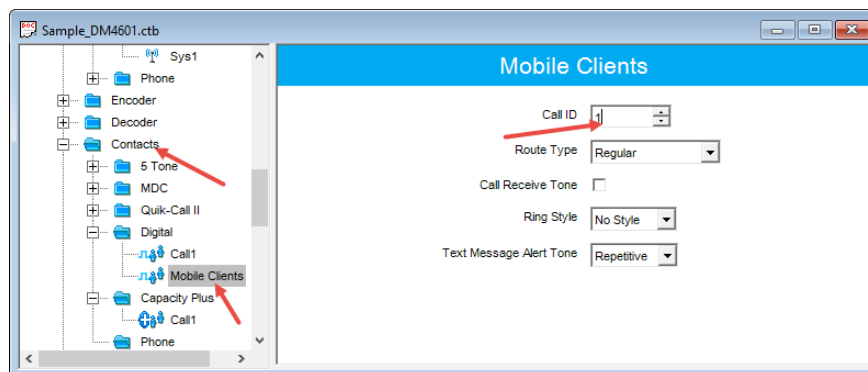 Sample_DM4601.ctb
Sys1
Phone
Encoder
Decoder
Contacts
5 Tone
MDC
Quik-Call II
Digital
Call1
Mobile Clients
Capacity Plus
Call1
Phone
Mobile Clients
Call ID 1
Route Type Regular
Call Receive Tone
Ring Style No Style
Text Message Alert Tone Repetitive